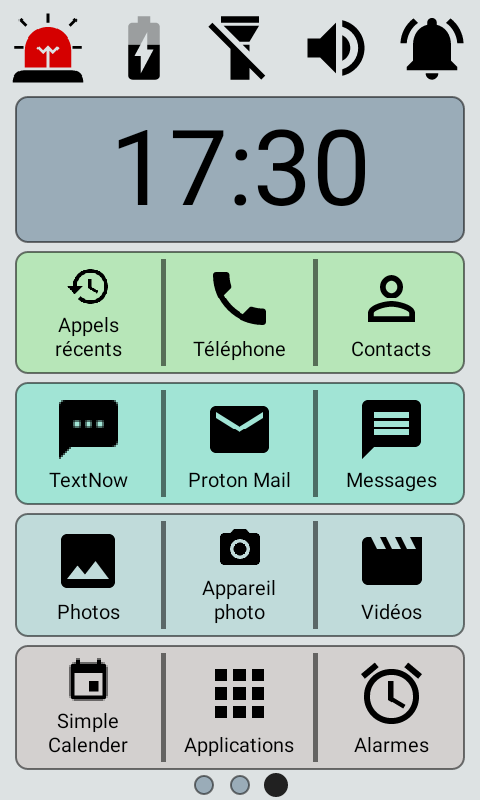 17:30
Appels
récents
Téléphone
Contacts
TextNow
Proton Mail
Messages
Photos
Appareil
photo
Vidéos
Simple
Calender
Applications
Alarmes